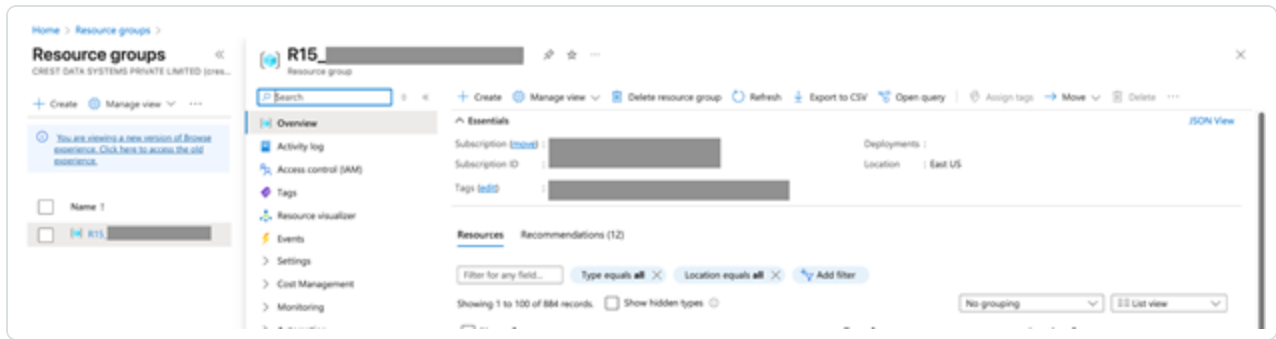 Home > Resource groups >
Resource groups
CREST DATA SYSTEMS PRIVATE LIMITED (cres...
+ Create Manage view ...
You are viewing a new version of Browse
experience. Click here to access the old
experience.
Name ↑
R15_
R15_
Resource group
Search
Overview
Activity log
Access control (IAM)
Tags
Resource visualizer
Events
Settings
Cost Management
Monitoring
+ Create Manage view Delete resource group Refresh Export to CSV Open query Assign tags Move Delete ...
Essentials
JSON View
Subscription (move) :
Subscription ID :
Tags (edit) :
Deployments :
Location : East US
Resources Recommendations (12)
Filter for any field... Type equals all Location equals all Add filter
Showing 1 to 100 of 884 records. Show hidden types
No grouping List view